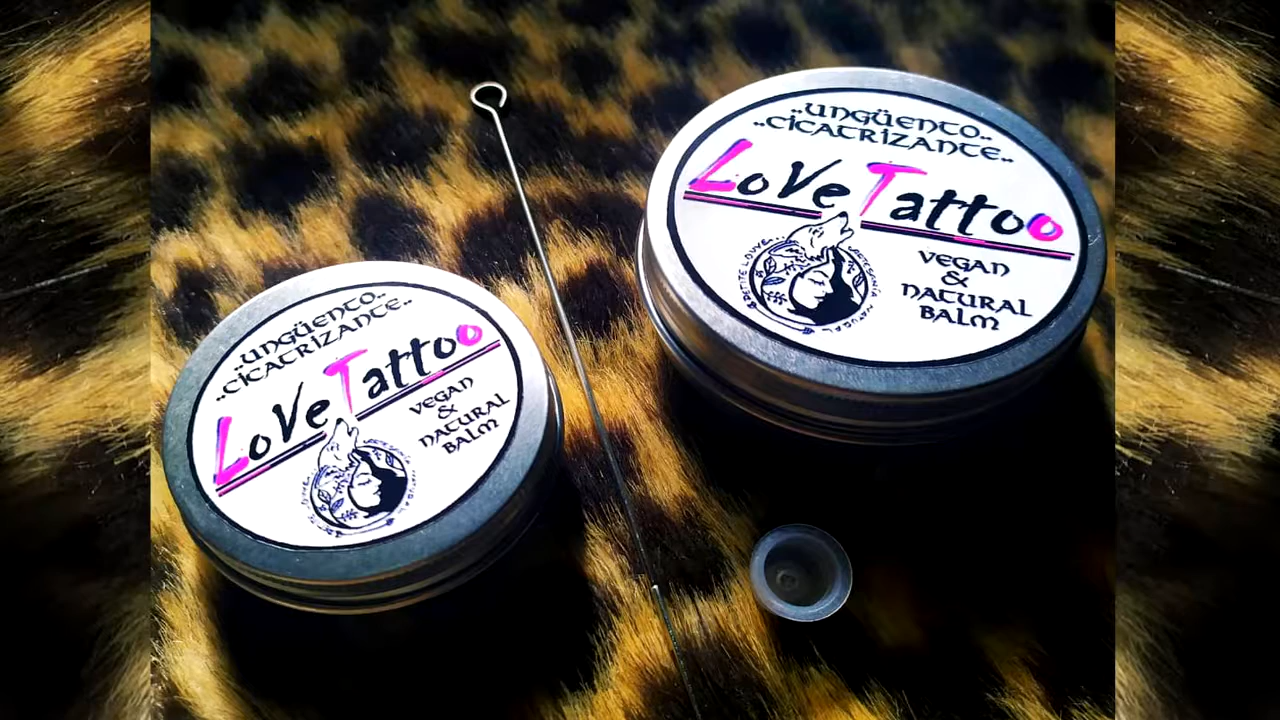 ..UNGÜENTO..
..CICATRIZANTE..
LoVe Tattoo
VEGAN
&
NATURAL
BALM
..UNGÜENTO..
..CICATRIZANTE..
LoVe Tattoo
VEGAN
&
NATURAL
BALM